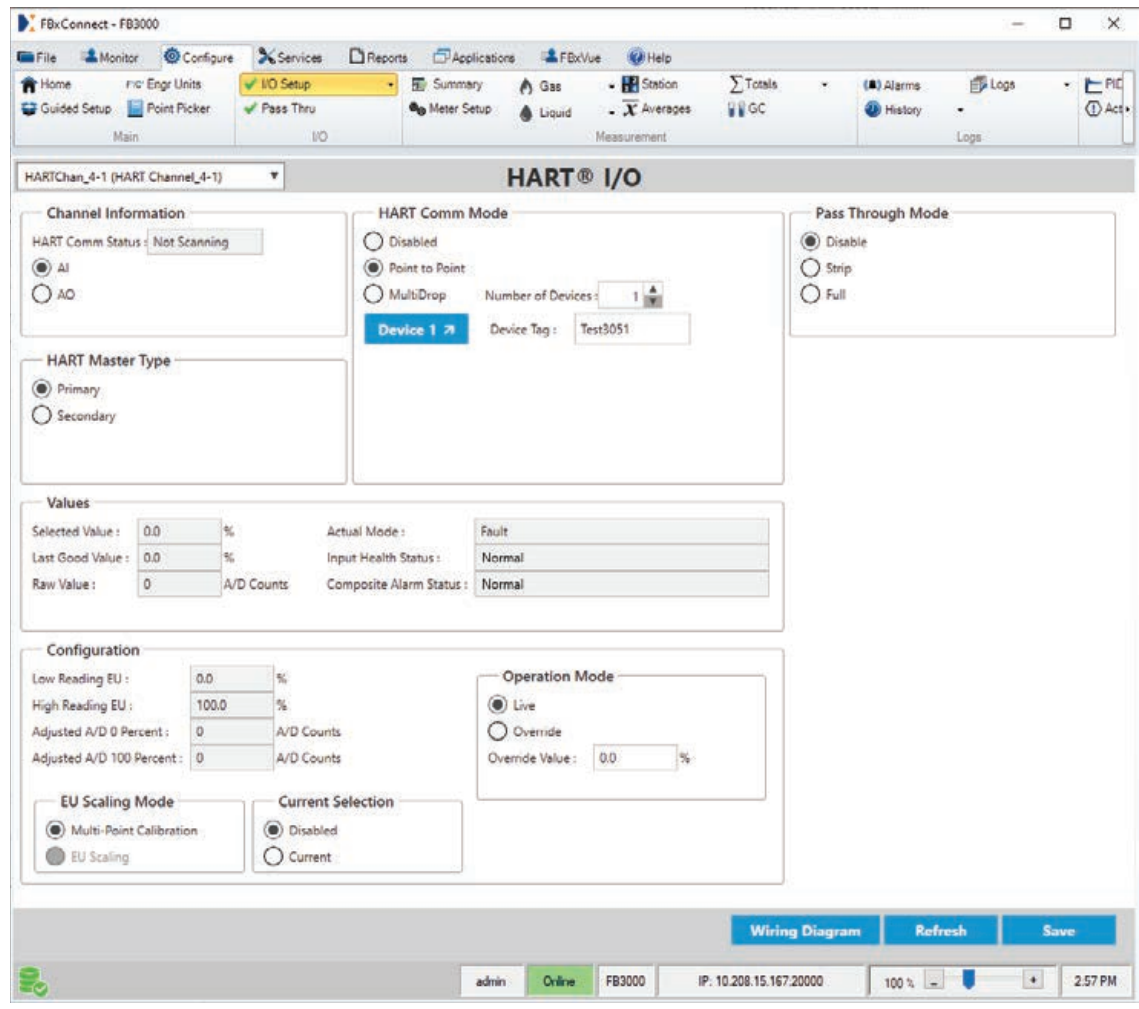 FBxConnect - FB3000
File Monitor Configure Services Reports Applications FBxVue Help
Home Engr Units I/O Setup Summary Gas Station Totals Alarms Logs PID
Guided Setup Point Picker Pass Thru Meter Setup Liquid Averages GC History Act
Main I/O Measurement Logs
HARTChan_4-1 (HART Channel_4-1)
HART® I/O
Channel Information
HART Comm Status : Not Scanning
AI
AO
HART Comm Mode
Disabled
Point to Point
MultiDrop Number of Devices : 1
Device 1 Device Tag : Test3051
Pass Through Mode
Disable
Strip
Full
HART Master Type
Primary
Secondary
Values
Selected Value : 0.0 % Actual Mode : Fault
Last Good Value : 0.0 % Input Health Status : Normal
Raw Value : 0 A/D Counts Composite Alarm Status : Normal
Configuration
Low Reading EU : 0.0 %
High Reading EU : 100.0 %
Adjusted A/D 0 Percent : 0 A/D Counts
Adjusted A/D 100 Percent : 0 A/D Counts
Operation Mode
Live
Override
Override Value : 0.0 %
EU Scaling Mode
Multi-Point Calibration
EU Scaling
Current Selection
Disabled
Current
Wiring Diagram Refresh Save
admin Online FB3000 IP: 10.208.15.167:20000 100 % - + 2:57 PM